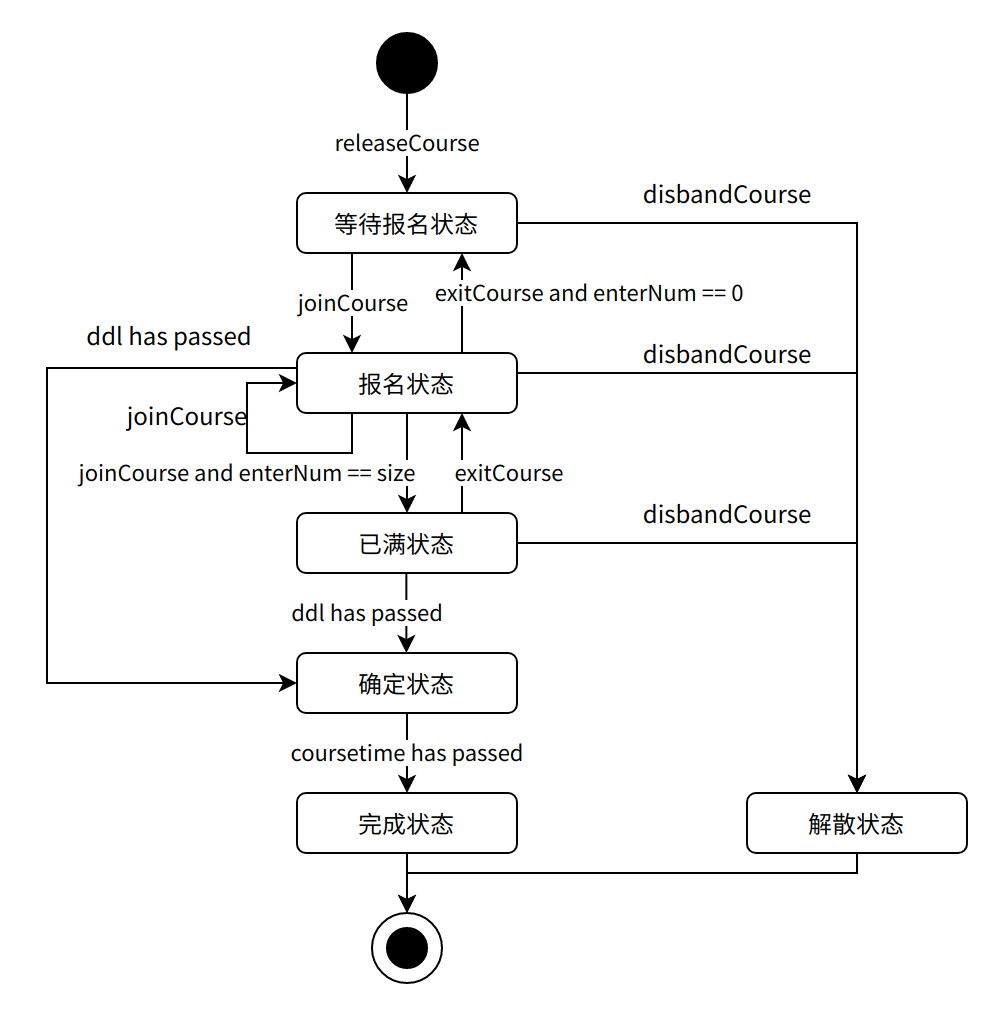 releaseCourse
disbandCourse
等待报名状态
exitCourse and enterNum == 0
joinCourse
ddl has passed
disbandCourse
报名状态
joinCourse
joinCourse and enterNum == size
exitCourse
disbandCourse
已满状态
ddl has passed
确定状态
coursetime has passed
完成状态
解散状态